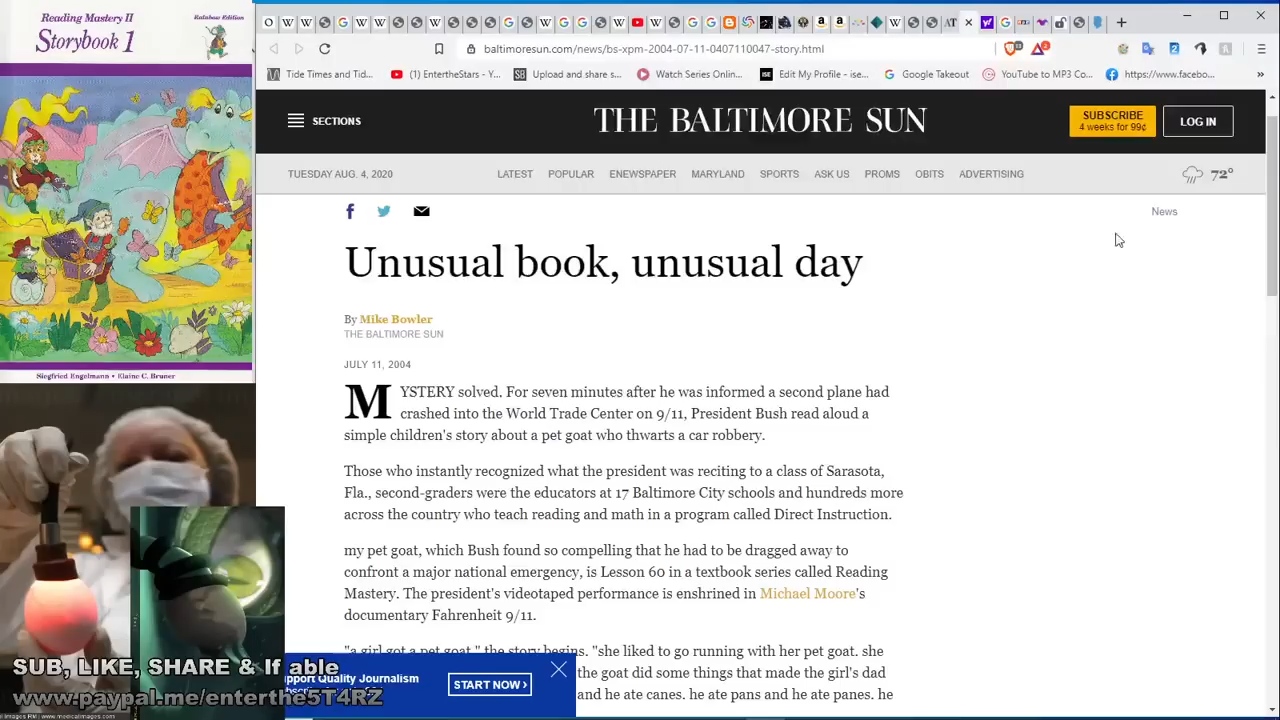 Reading Mastery II
Rainbow Edition
Storybook 1
Siegfried Engelmann • Elaine C. Bruner
baltimoresun.com/news/bs-xpm-2004-07-11-0407110047-story.html
Tide Times and Tid...
(1) EntertheStars - Y...
Upload and share s...
Watch Series Onlin...
Edit My Profile - ise...
Google Takeout
YouTube to MP3 Co...
https://www.facebo...
SECTIONS
THE BALTIMORE SUN
SUBSCRIBE
4 weeks for 99¢
LOG IN
TUESDAY AUG. 4, 2020
LATEST POPULAR ENEWSPAPER MARYLAND SPORTS ASK US PROMS OBITS ADVERTISING
72°
News
Unusual book, unusual day
By Mike Bowler
THE BALTIMORE SUN
JULY 11, 2004
MYSTERY solved. For seven minutes after he was informed a second plane had
crashed into the World Trade Center on 9/11, President Bush read aloud a
simple children's story about a pet goat who thwarts a car robbery.
Those who instantly recognized what the president was reciting to a class of Sarasota,
Fla., second-graders were the educators at 17 Baltimore City schools and hundreds more
across the country who teach reading and math in a program called Direct Instruction.
my pet goat, which Bush found so compelling that he had to be dragged away to
confront a major national emergency, is Lesson 60 in a textbook series called Reading
Mastery. The president's videotaped performance is enshrined in Michael Moore's
documentary Fahrenheit 9/11.
"a girl got a pet goat," the story begins. "she liked to go running with her pet goat. she
the goat did some things that made the girl's dad
and he ate canes. he ate pans and he ate panes. he
pport Quality Journalism
START NOW ›
SUB, LIKE, SHARE & If able
www.paypal.me/enterthe5T4RZ